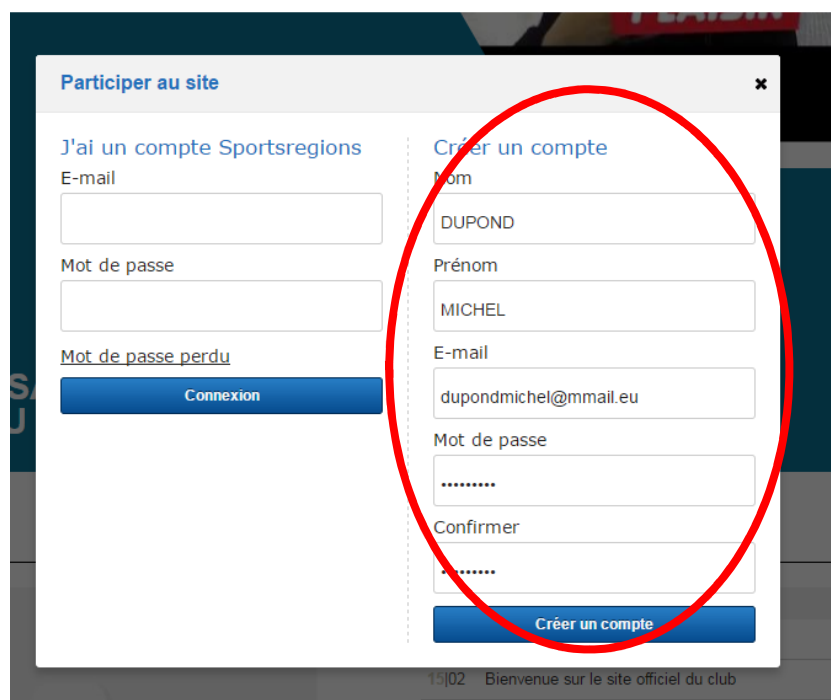 PLAISIR
Participer au site
J'ai un compte Sportsregions
E-mail
Mot de passe
Mot de passe perdu
Connexion
Créer un compte
Nom
DUPOND
Prénom
MICHEL
E-mail
dupondmichel@mmail.eu
Mot de passe
•••••••••
Confirmer
•••••••••
Créer un compte
15|02 Bienvenue sur le site officiel du club